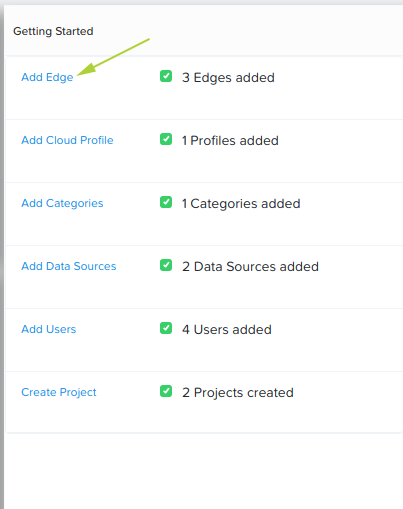 Getting Started
Add Edge 3 Edges added
Add Cloud Profile 1 Profiles added
Add Categories 1 Categories added
Add Data Sources 2 Data Sources added
Add Users 4 Users added
Create Project 2 Projects created